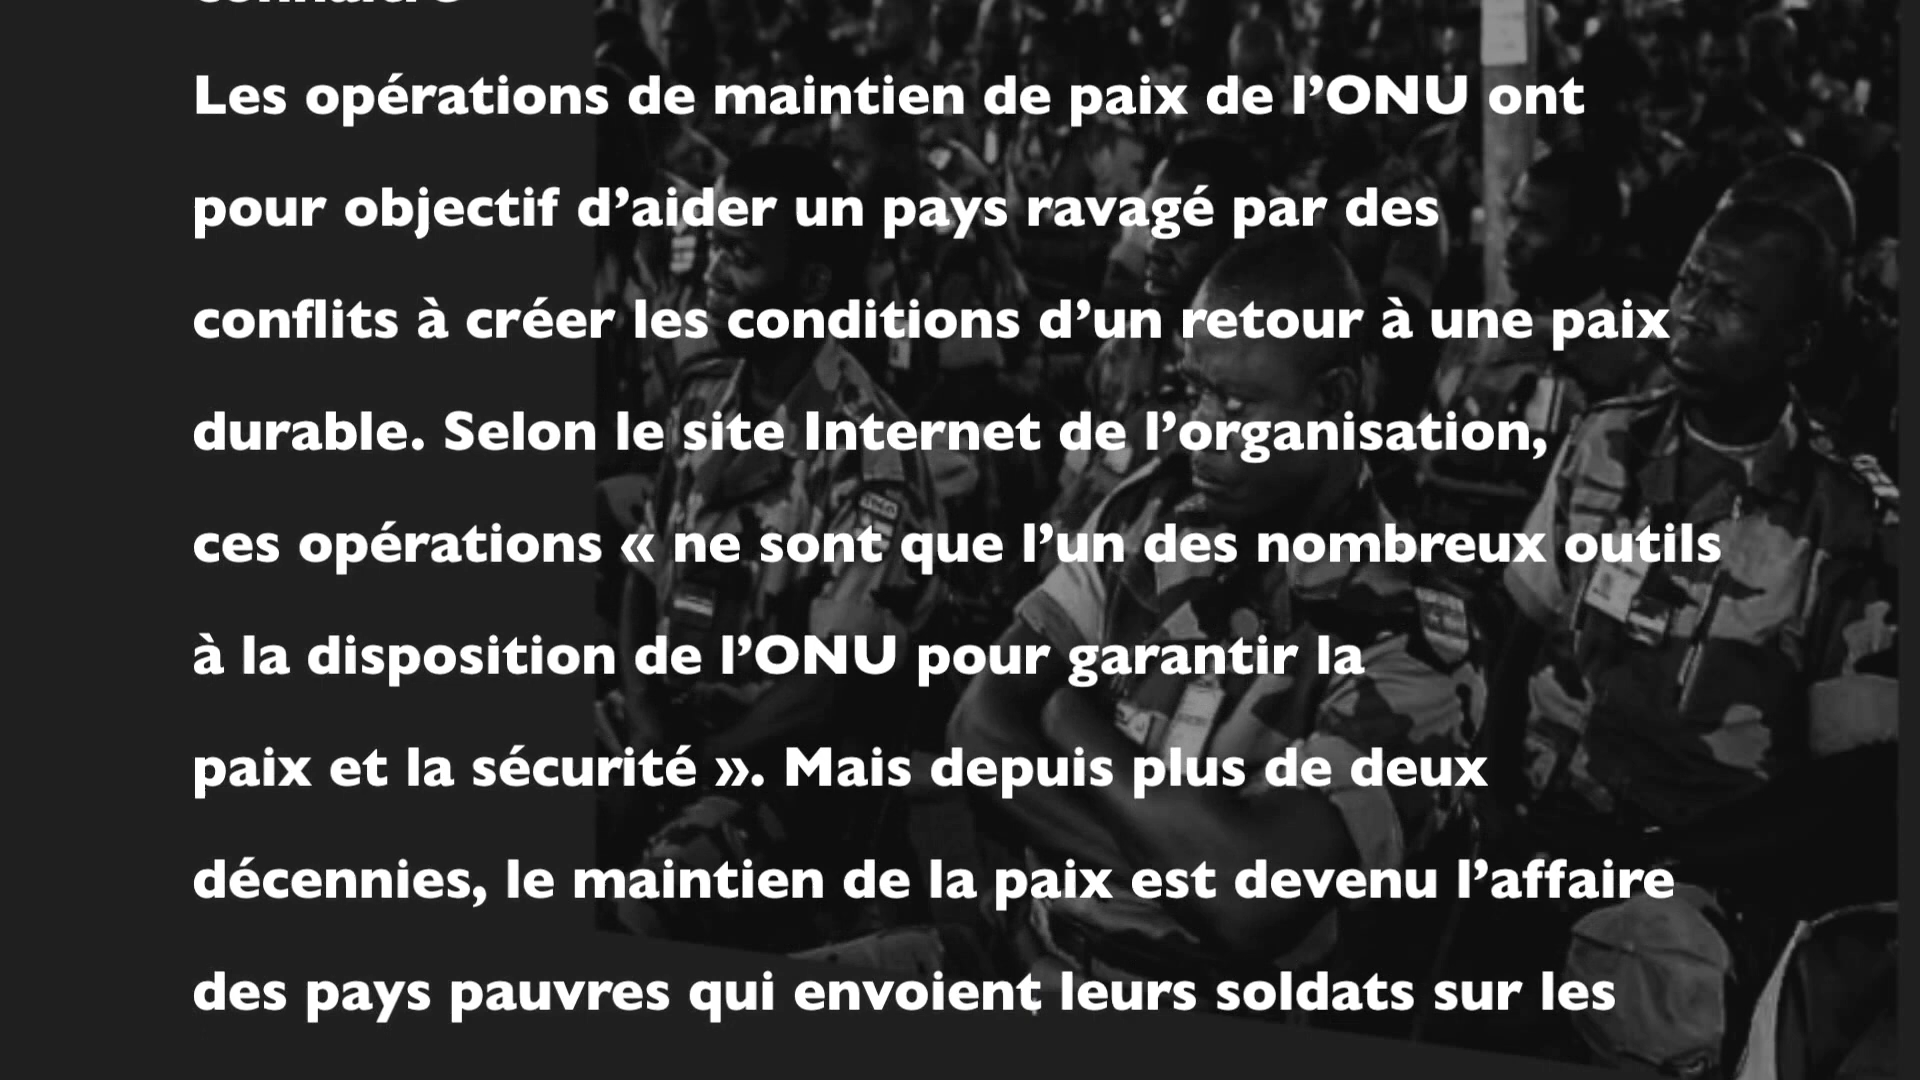 Les opérations de maintien de paix de l’ONU ont
pour objectif d’aider un pays ravagé par des
conflits à créer les conditions d’un retour à une paix
durable. Selon le site Internet de l’organisation,
ces opérations « ne sont que l’un des nombreux outils
à la disposition de l’ONU pour garantir la
paix et la sécurité ». Mais depuis plus de deux
décennies, le maintien de la paix est devenu l’affaire
des pays pauvres qui envoient leurs soldats sur les